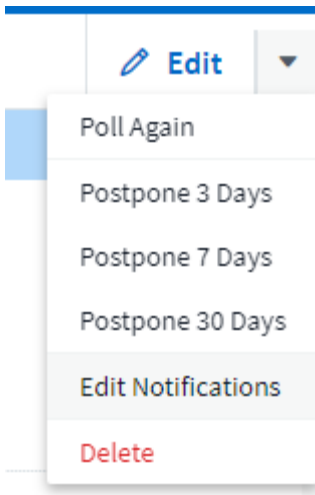 Edit
Poll Again
Postpone 3 Days
Postpone 7 Days
Postpone 30 Days
Edit Notifications
Delete